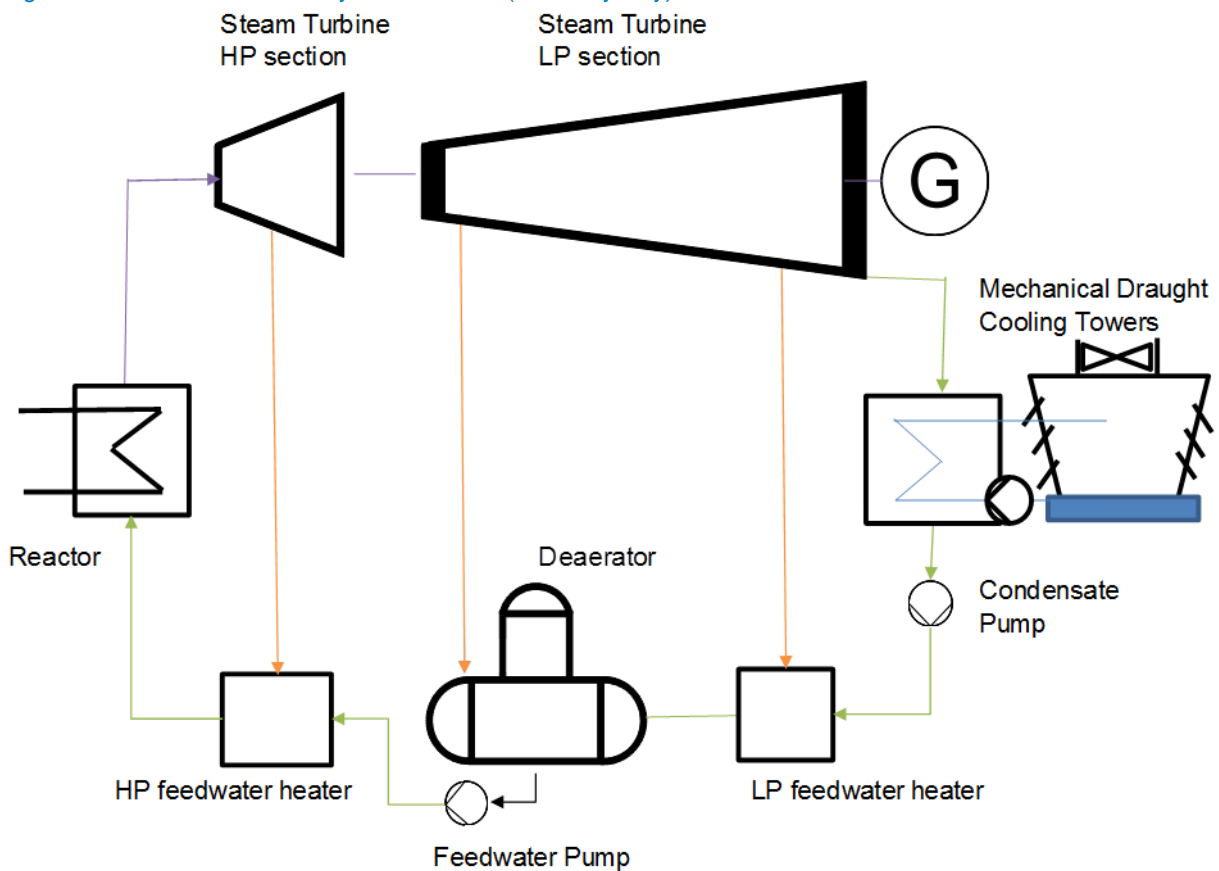 Steam Turbine
HP section
Steam Turbine
LP section
G
Mechanical Draught
Cooling Towers
Reactor
Deaerator
Condensate
Pump
HP feedwater heater
LP feedwater heater
Feedwater Pump